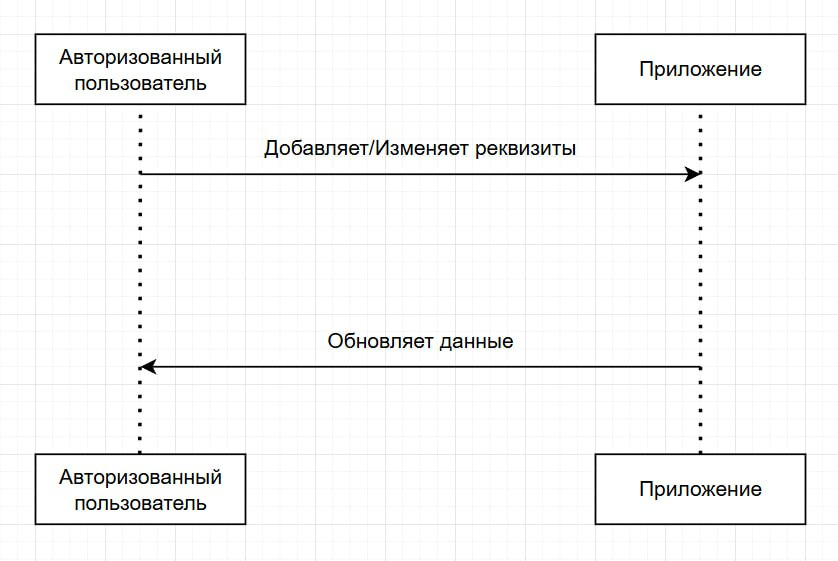 Авторизованный
пользователь
Приложение
Добавляет/Изменяет реквизиты
Обновляет данные
Авторизованный
пользователь
Приложение